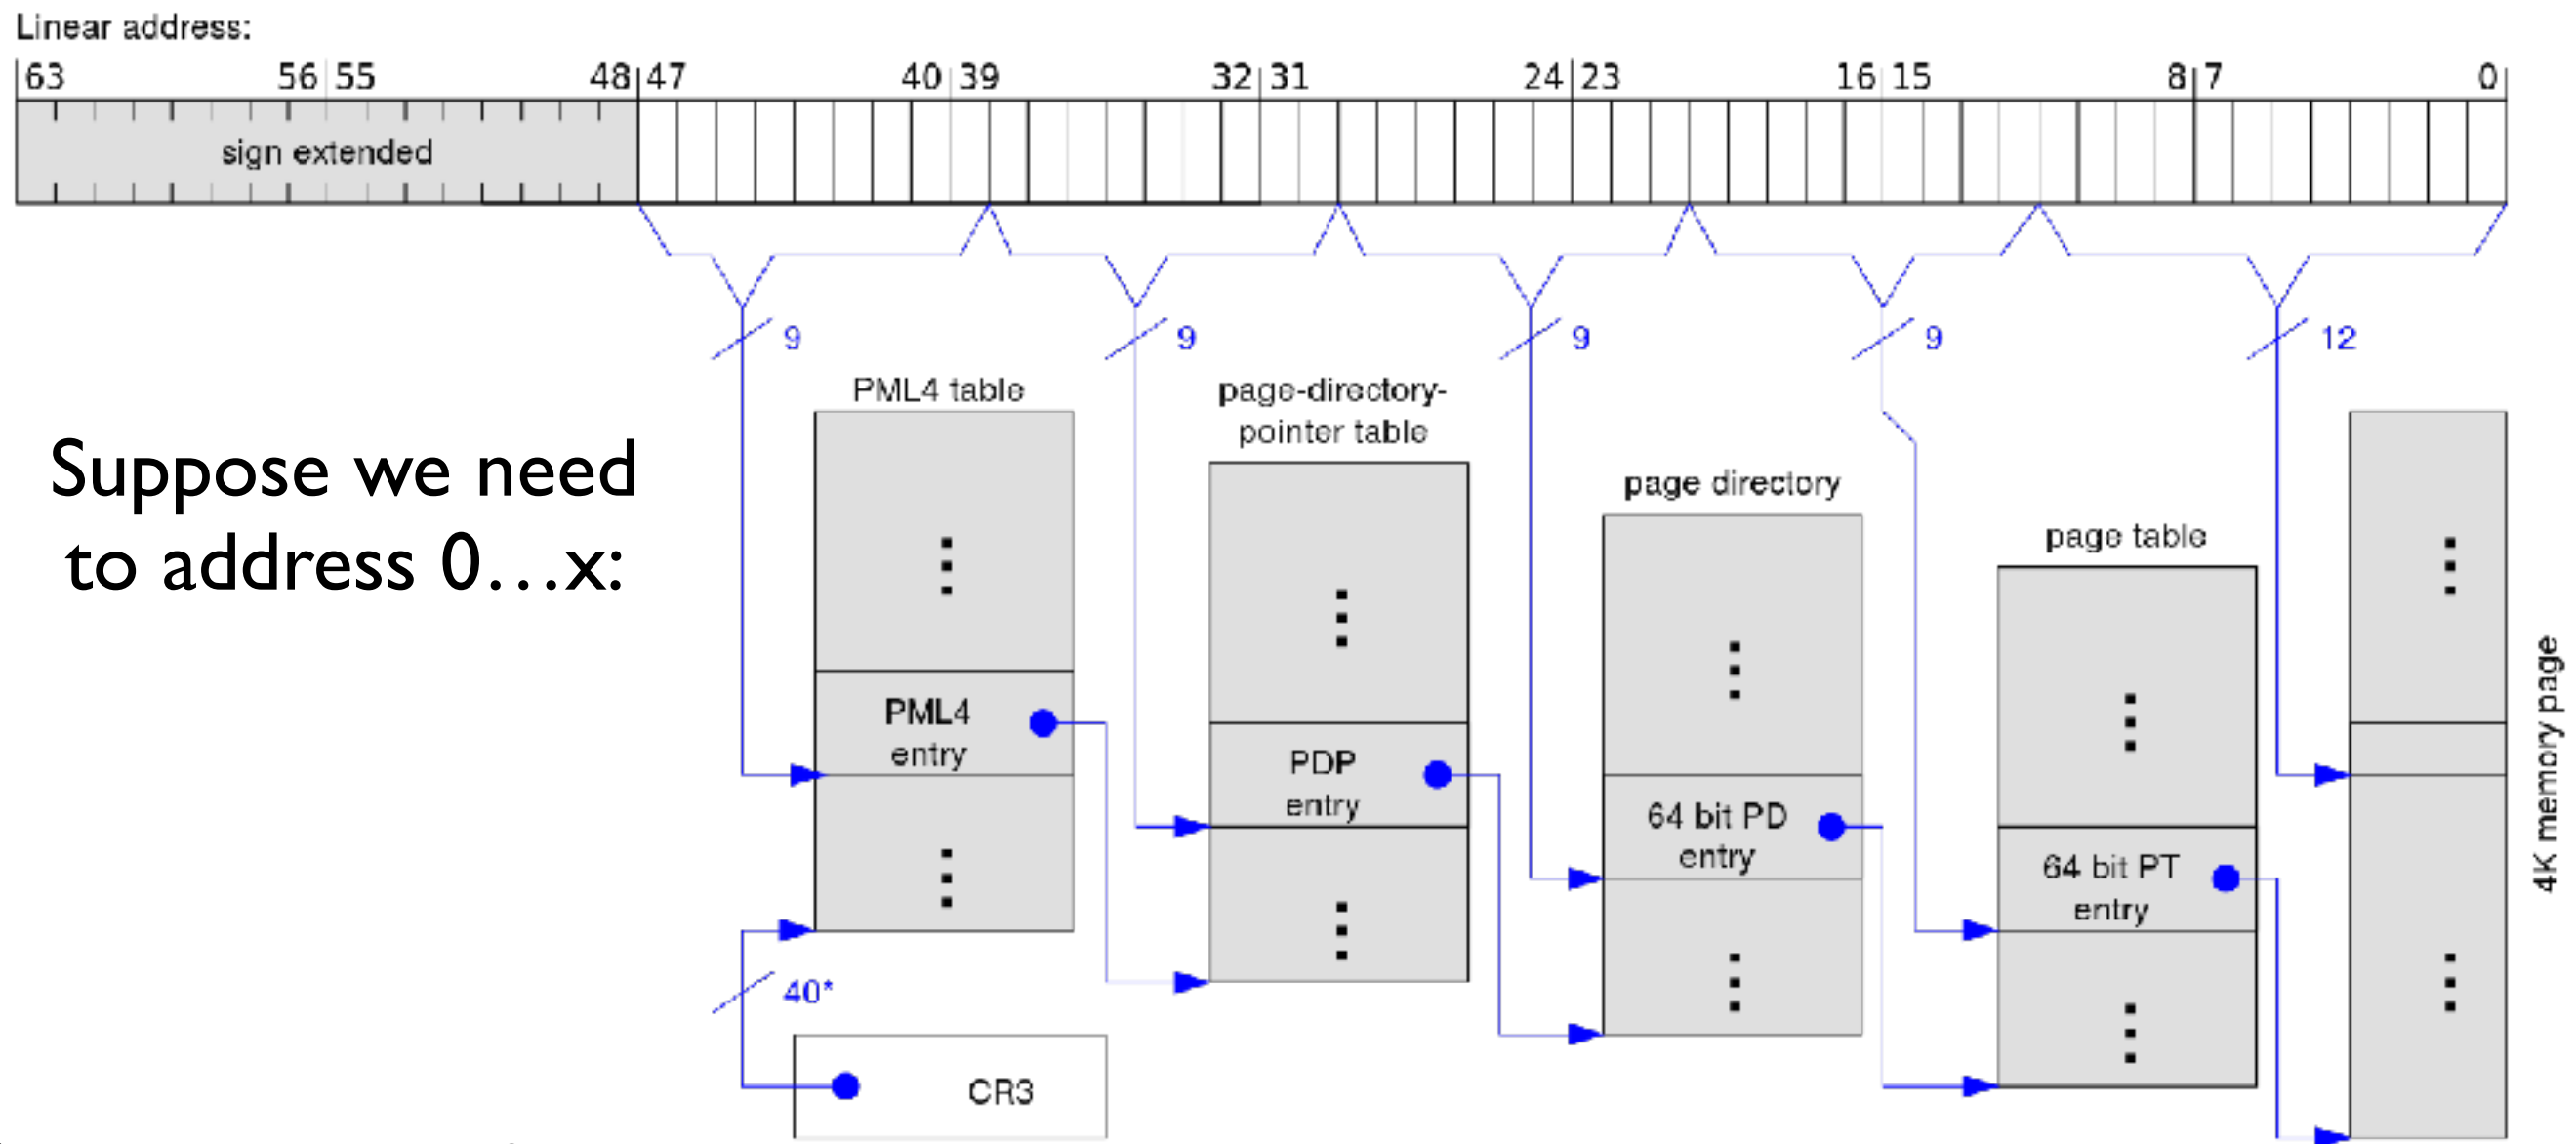 Linear address:
63 56 55 48 47 40 39 32 31 24 23 16 15 8 7 0
sign extended
9 9 9 9 12
Suppose we need
to address 0…x:
PML4 table
page-directory-
pointer table
page directory
page table
PML4
entry
PDP
entry
64 bit PD
entry
64 bit PT
entry
4K memory page
40*
CR3